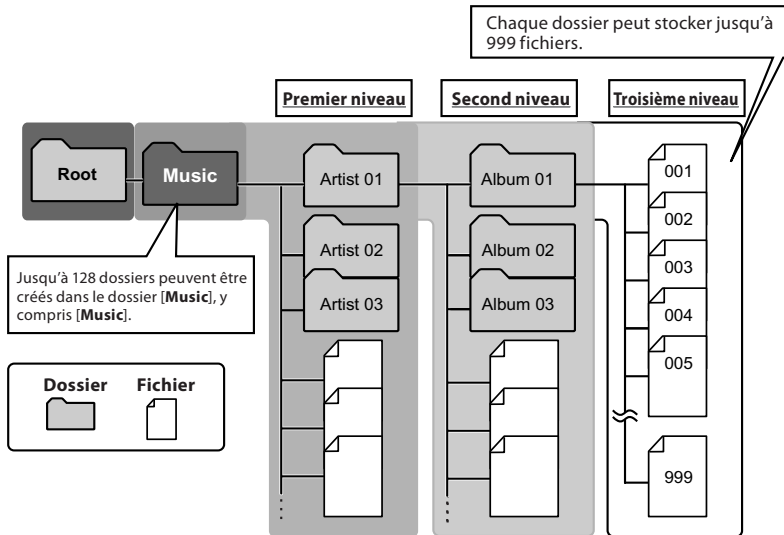 Chaque dossier peut stocker jusqu'à
999 fichiers.
Premier niveau
Second niveau
Troisième niveau
Root
Music
Artist 01
Album 01
001
002
Artist 02
Album 02
003
Jusqu'à 128 dossiers peuvent être
créés dans le dossier [Music], y
compris [Music].
Artist 03
Album 03
004
005
Dossier
Fichier
999